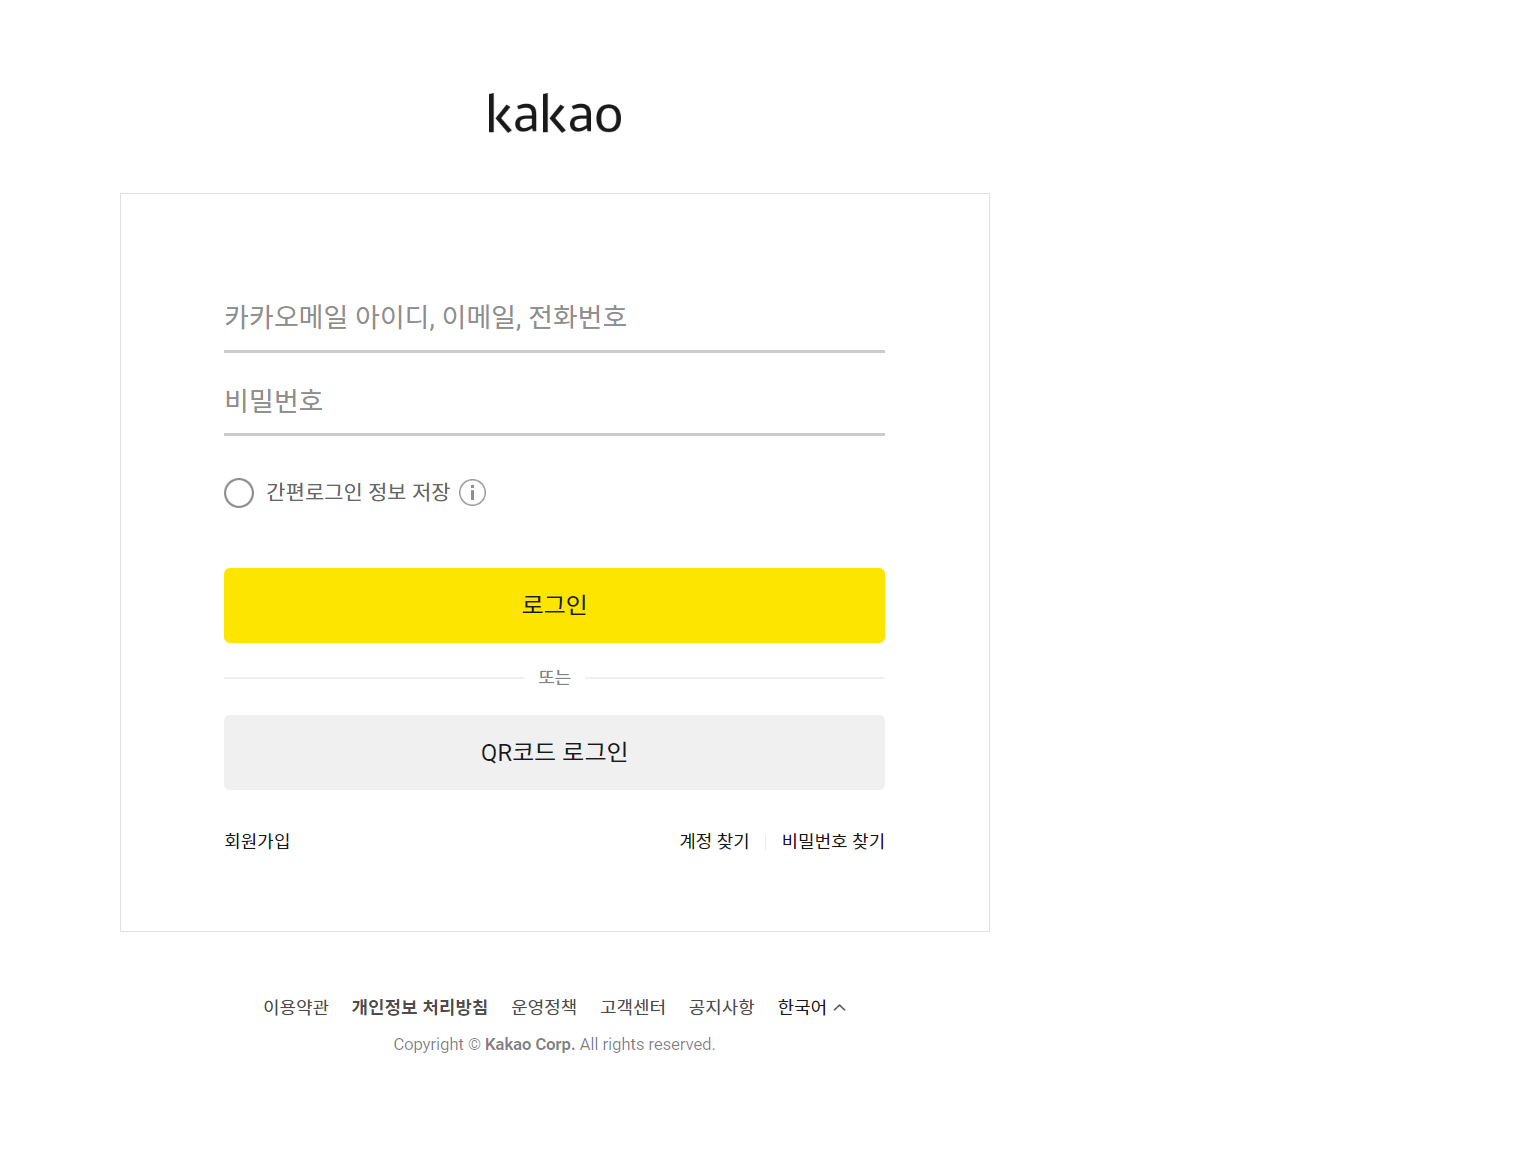 kakao
카카오메일 아이디, 이메일, 전화번호
비밀번호
간편로그인 정보 저장
로그인
또는
QR코드 로그인
회원가입 계정 찾기 비밀번호 찾기
이용약관 개인정보 처리방침 운영정책 고객센터 공지사항 한국어
Copyright © Kakao Corp. All rights reserved.